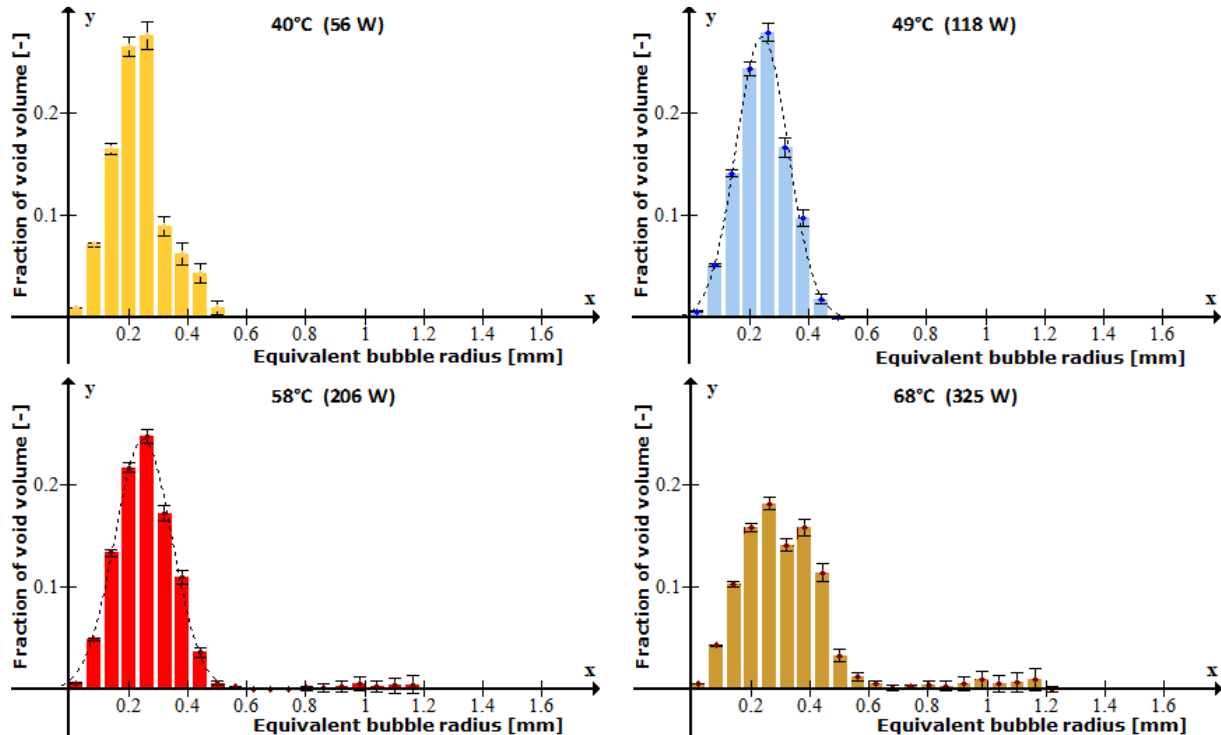 y
40°C (56 W)
Fraction of void volume [-]
0.2
0.1
x
0.2 0.4 0.6 0.8 1 1.2 1.4 1.6
Equivalent bubble radius [mm]
y
49°C (118 W)
Fraction of void volume [-]
0.2
0.1
x
0.2 0.4 0.6 0.8 1 1.2 1.4 1.6
Equivalent bubble radius [mm]
y
58°C (206 W)
Fraction of void volume [-]
0.2
0.1
x
0.2 0.4 0.6 0.8 1 1.2 1.4 1.6
Equivalent bubble radius [mm]
y
68°C (325 W)
Fraction of void volume [-]
0.2
0.1
x
0.2 0.4 0.6 0.8 1 1.2 1.4 1.6
Equivalent bubble radius [mm]